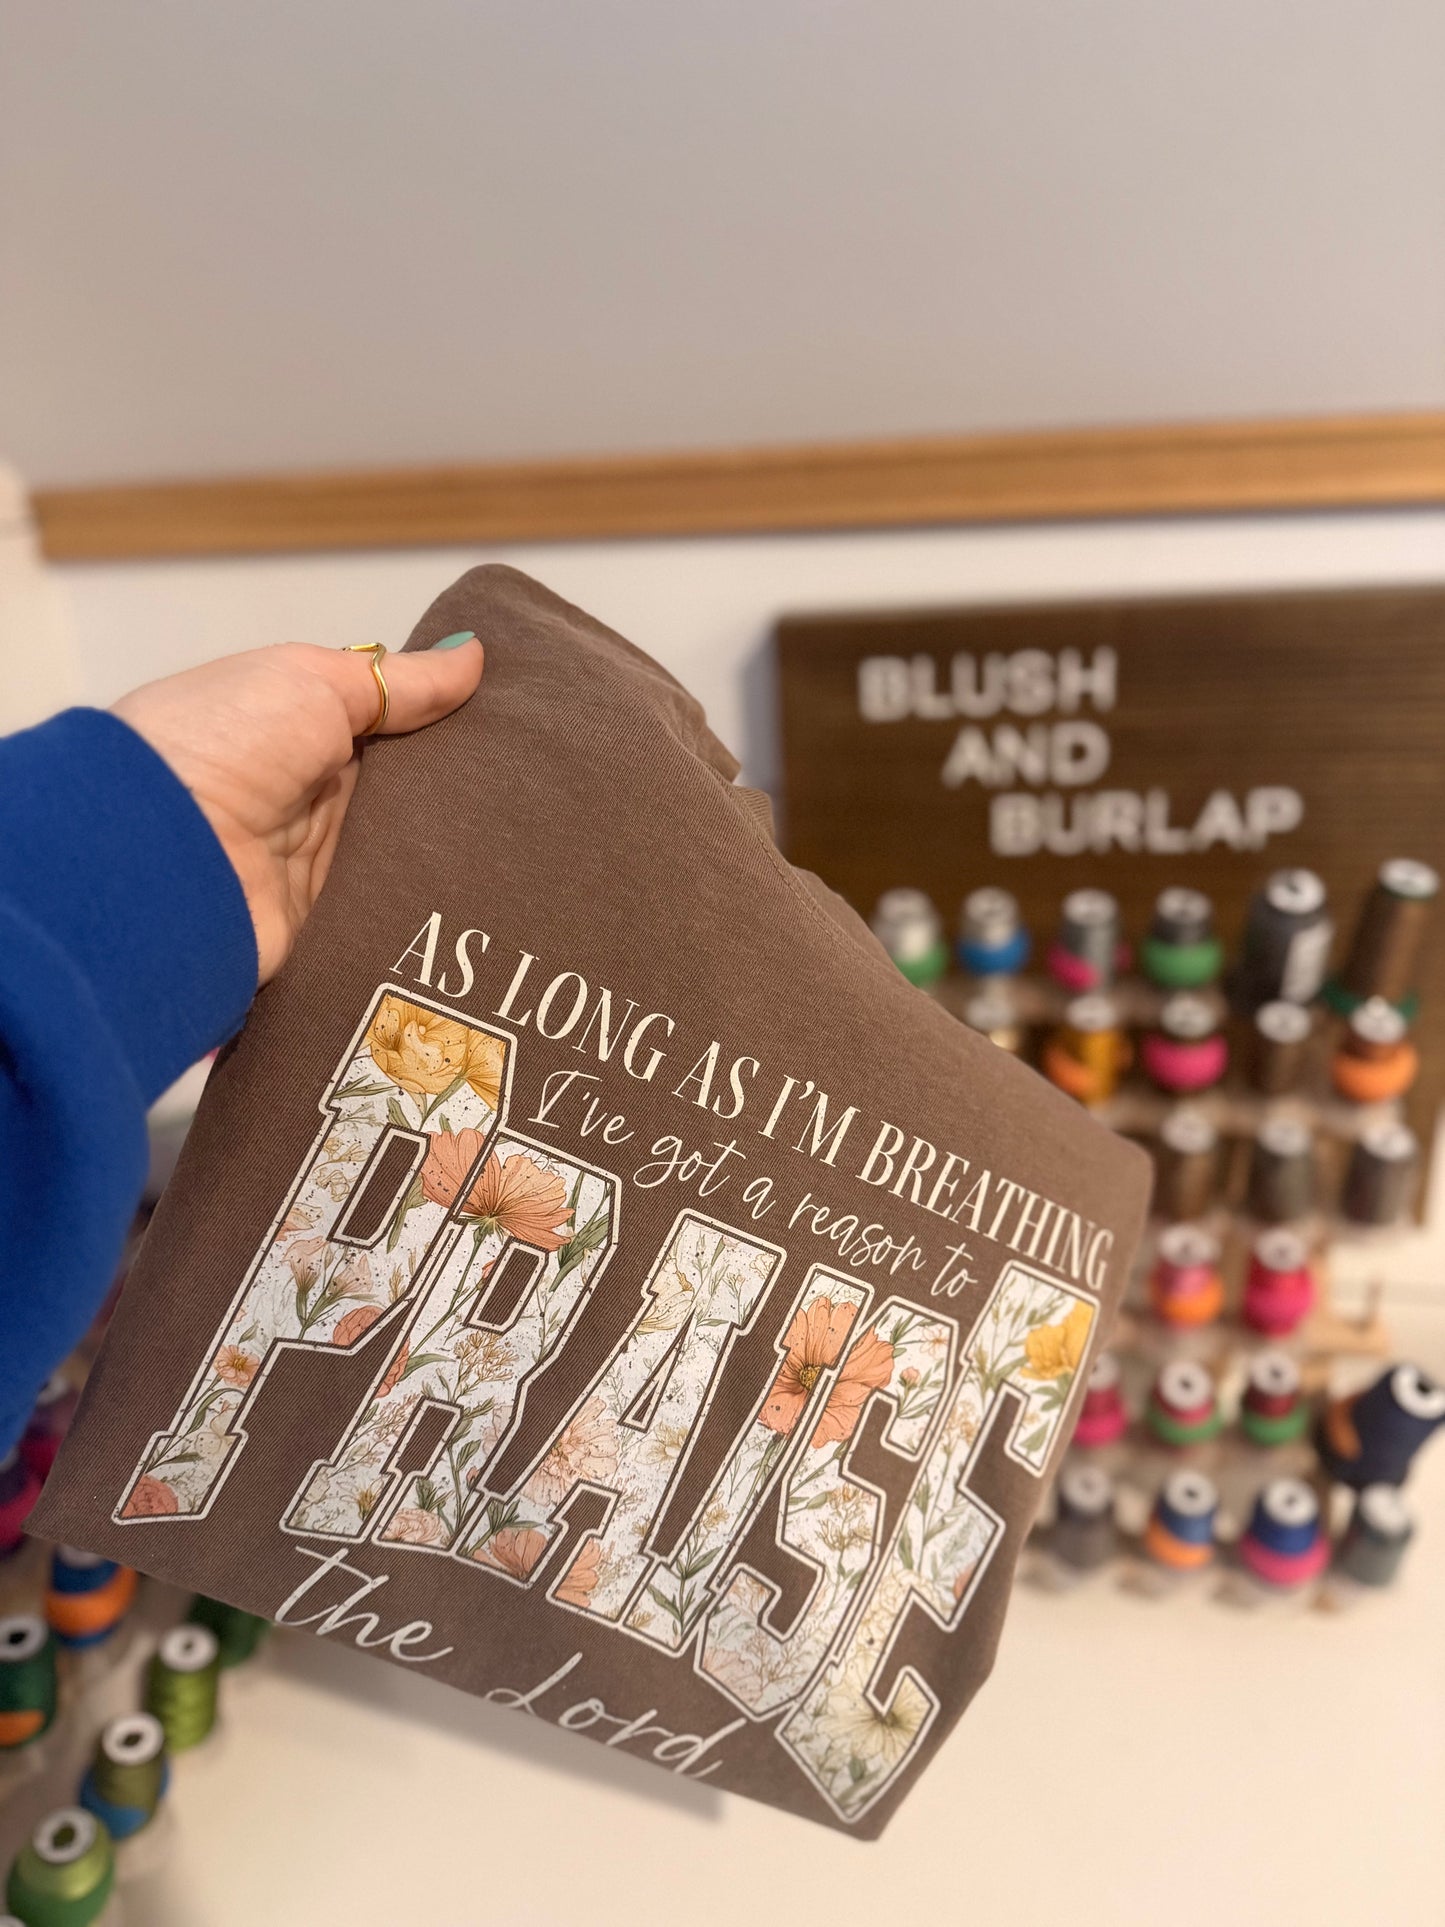 BLUSH
AND
BURLAP
AS LONG AS I'M BREATHING
I've got a reason to
PRAISE
the Lord